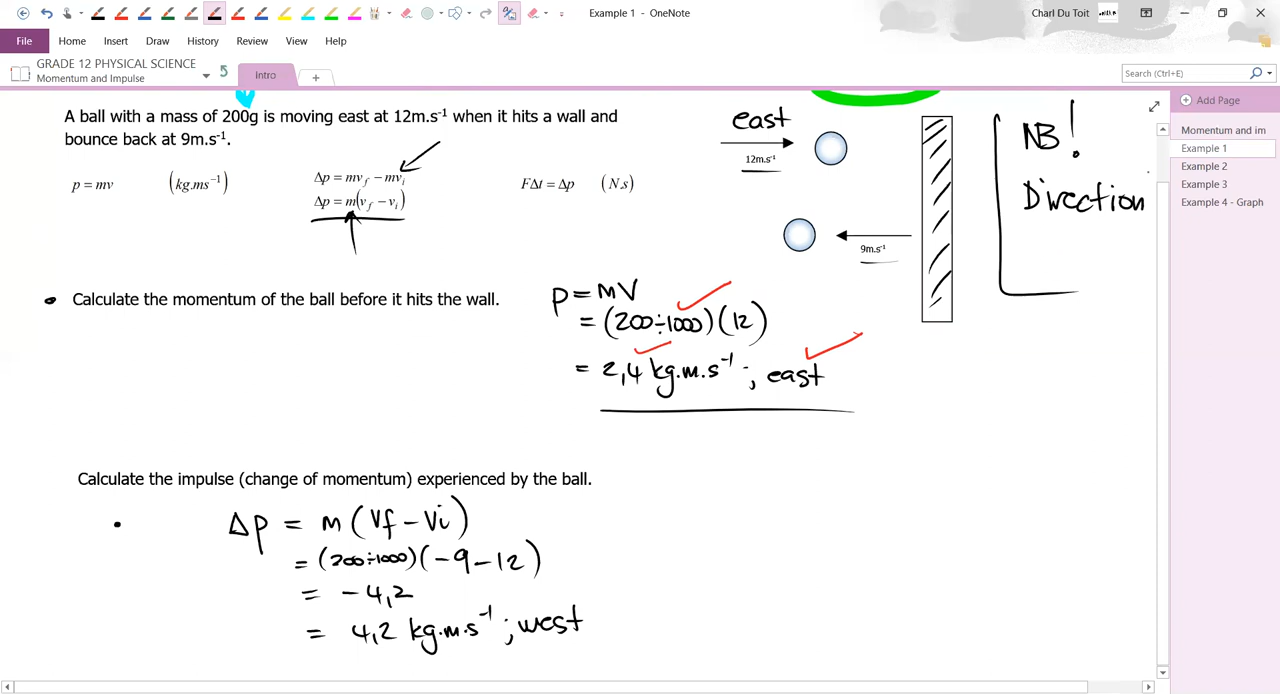 Example 1 - OneNote
Charl Du Toit
File Home Insert Draw History Review View Help
GRADE 12 PHYSICAL SCIENCE
Momentum and Impulse
Intro
+
Search (Ctrl+E)
Add Page
Momentum and im
Example 1
Example 2
Example 3
Example 4 - Graph
A ball with a mass of 200g is moving east at 12m.s⁻¹ when it hits a wall and
bounce back at 9m.s⁻¹.
p = mv (kg.ms⁻¹) Δp = mv_f − mv_i FΔt = Δp (N.s)
Δp = m(v_f − v_i)
east
12m.s⁻¹
9m.s⁻¹
NB!
Direction
Calculate the momentum of the ball before it hits the wall.
p = mv
= (200÷1000)(12)
= 2,4 kg.m.s⁻¹; east
Calculate the impulse (change of momentum) experienced by the ball.
Δp = m(Vf − Vi)
= (200÷1000)(−9−12)
= −4,2
= 4,2 kg.m.s⁻¹; west